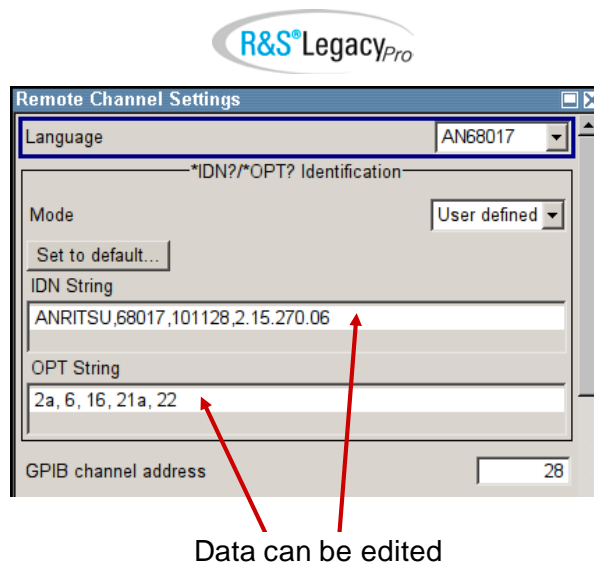 R&S®LegacyPro
Remote Channel Settings
Language AN68017
*IDN?/*OPT? Identification
Mode User defined
Set to default...
IDN String
ANRITSU,68017,101128,2.15.270.06
OPT String
2a, 6, 16, 21a, 22
GPIB channel address 28
Data can be edited